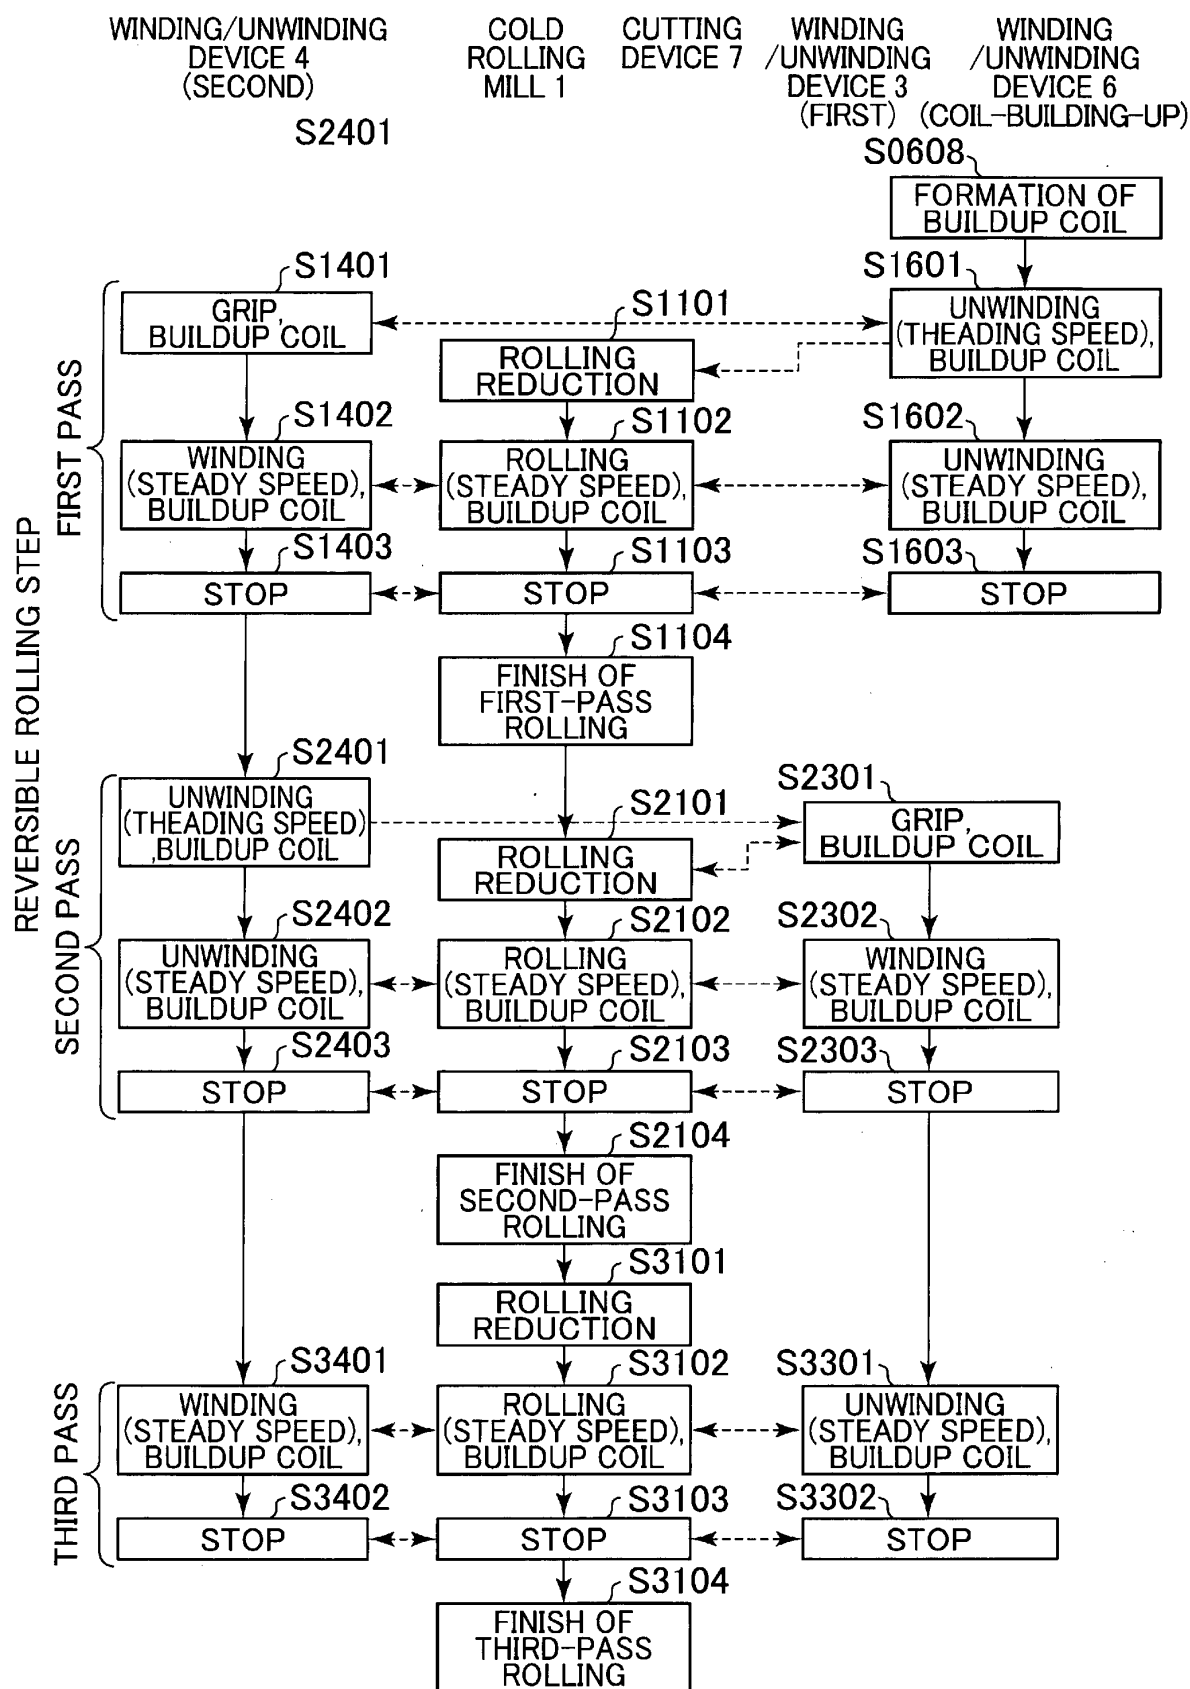 WINDING/UNWINDING
DEVICE 4
(SECOND)
COLD
ROLLING
MILL 1
CUTTING
DEVICE 7
WINDING
/UNWINDING
DEVICE 3
(FIRST)
WINDING
/UNWINDING
DEVICE 6
(COIL-BUILDING-UP)
S2401
S0608
FORMATION OF
BUILDUP COIL
REVERSIBLE ROLLING STEP
FIRST PASS
S1401
GRIP,
BUILDUP COIL
S1101
ROLLING
REDUCTION
S1601
UNWINDING
(THEADING SPEED),
BUILDUP COIL
S1402
WINDING
(STEADY SPEED),
BUILDUP COIL
S1102
ROLLING
(STEADY SPEED),
BUILDUP COIL
S1602
UNWINDING
(STEADY SPEED),
BUILDUP COIL
S1403
STOP
S1103
STOP
S1603
STOP
S1104
FINISH OF
FIRST-PASS
ROLLING
SECOND PASS
S2401
UNWINDING
(THEADING SPEED)
,BUILDUP COIL
S2101
ROLLING
REDUCTION
S2301
GRIP,
BUILDUP COIL
S2402
UNWINDING
(STEADY SPEED),
BUILDUP COIL
S2102
ROLLING
(STEADY SPEED),
BUILDUP COIL
S2302
WINDING
(STEADY SPEED),
BUILDUP COIL
S2403
STOP
S2103
STOP
S2303
STOP
S2104
FINISH OF
SECOND-PASS
ROLLING
S3101
ROLLING
REDUCTION
THIRD PASS
S3401
WINDING
(STEADY SPEED),
BUILDUP COIL
S3102
ROLLING
(STEADY SPEED),
BUILDUP COIL
S3301
UNWINDING
(STEADY SPEED),
BUILDUP COIL
S3402
STOP
S3103
STOP
S3302
STOP
S3104
FINISH OF
THIRD-PASS
ROLLING